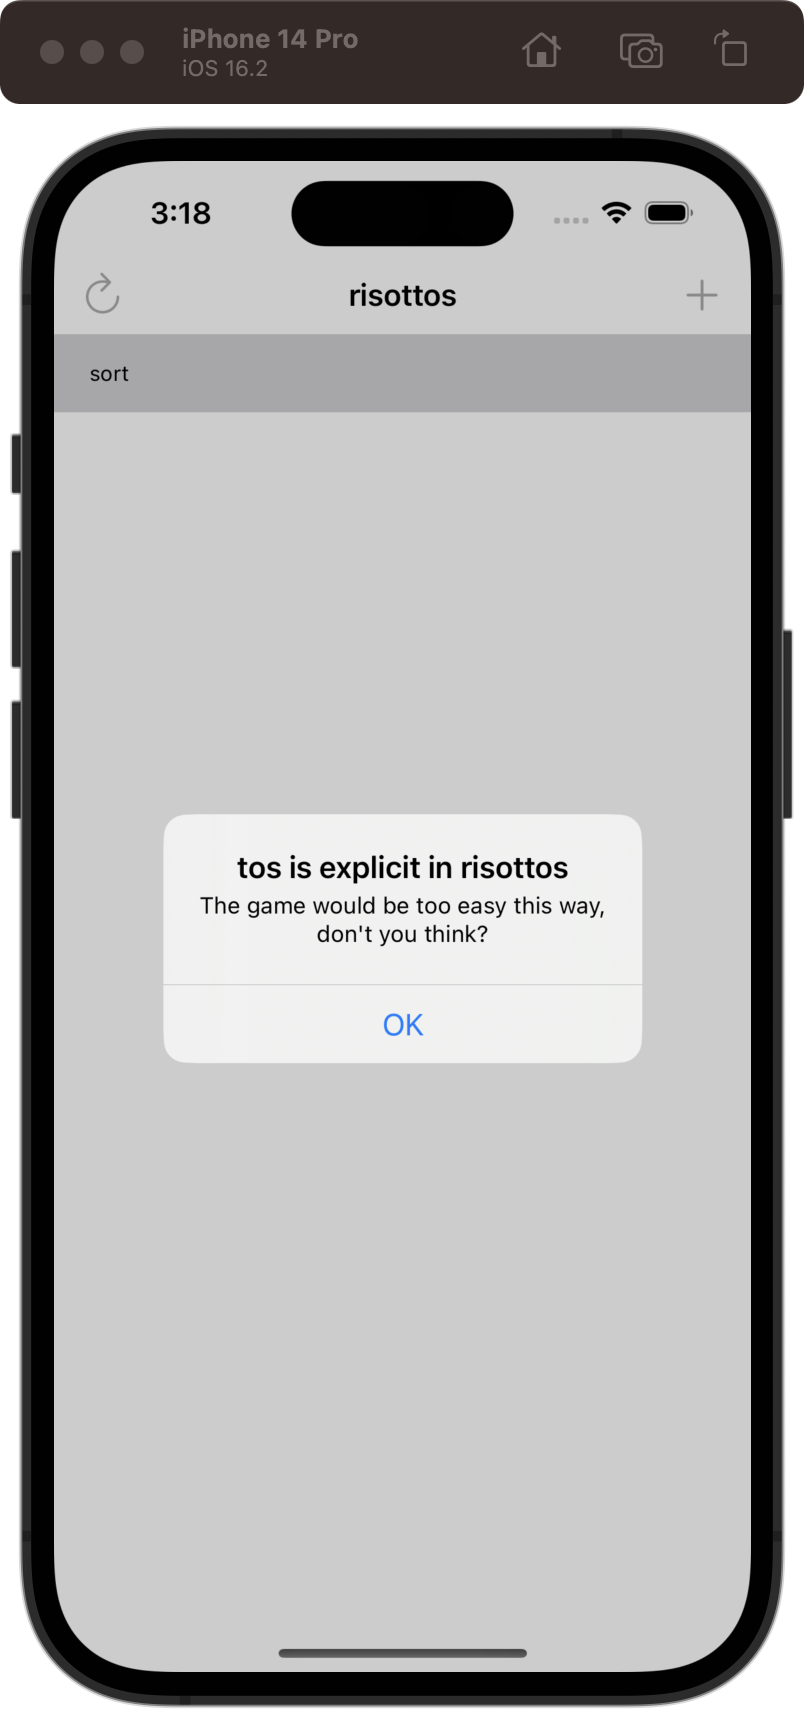 iPhone 14 Pro
iOS 16.2
3:18
risottos
sort
tos is explicit in risottos
The game would be too easy this way,
don't you think?
OK